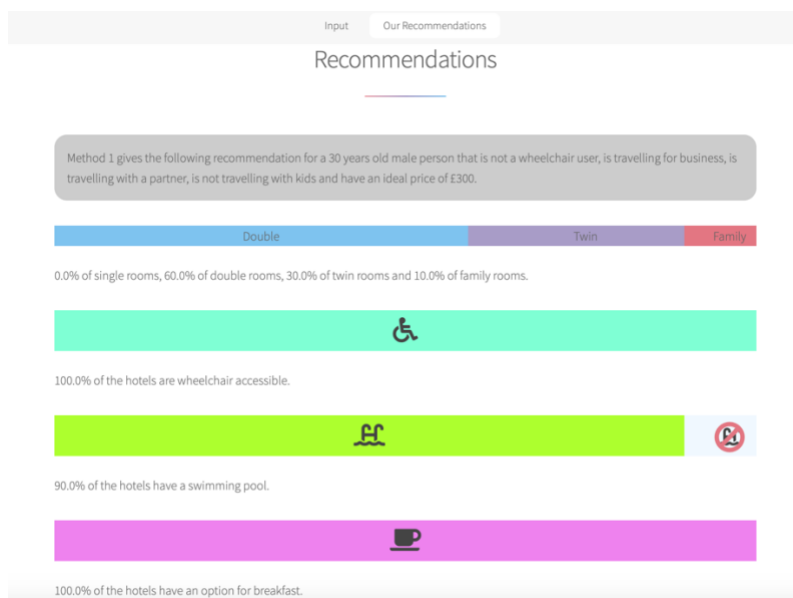 Input Our Recommendations
Recommendations
Method 1 gives the following recommendation for a 30 years old male person that is not a wheelchair user, is travelling for business, is
travelling with a partner, is not travelling with kids and have an ideal price of £300.
Double Twin Family
0.0% of single rooms, 60.0% of double rooms, 30.0% of twin rooms and 10.0% of family rooms.
100.0% of the hotels are wheelchair accessible.
90.0% of the hotels have a swimming pool.
100.0% of the hotels have an option for breakfast.